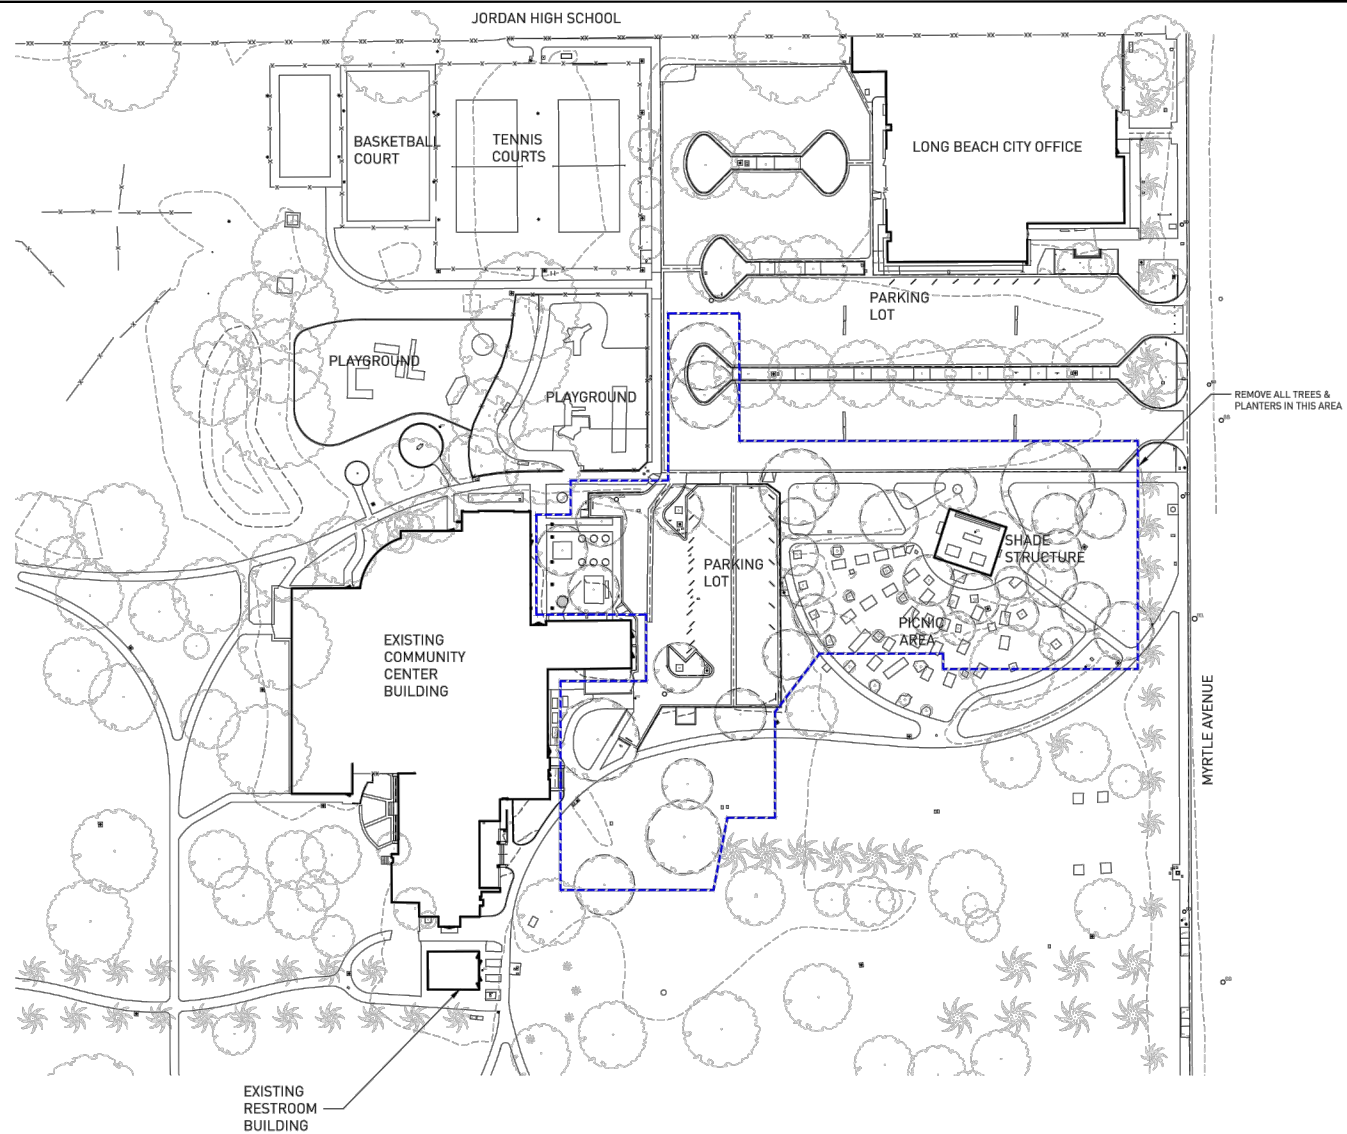 JORDAN HIGH SCHOOL
BASKETBALL
COURT
TENNIS
COURTS
LONG BEACH CITY OFFICE
PARKING
LOT
PLAYGROUND
PLAYGROUND
REMOVE ALL TREES &
PLANTERS IN THIS AREA
PARKING
LOT
SHADE
STRUCTURE
PICNIC
AREA
EXISTING
COMMUNITY
CENTER
BUILDING
MYRTLE AVENUE
EXISTING
RESTROOM
BUILDING